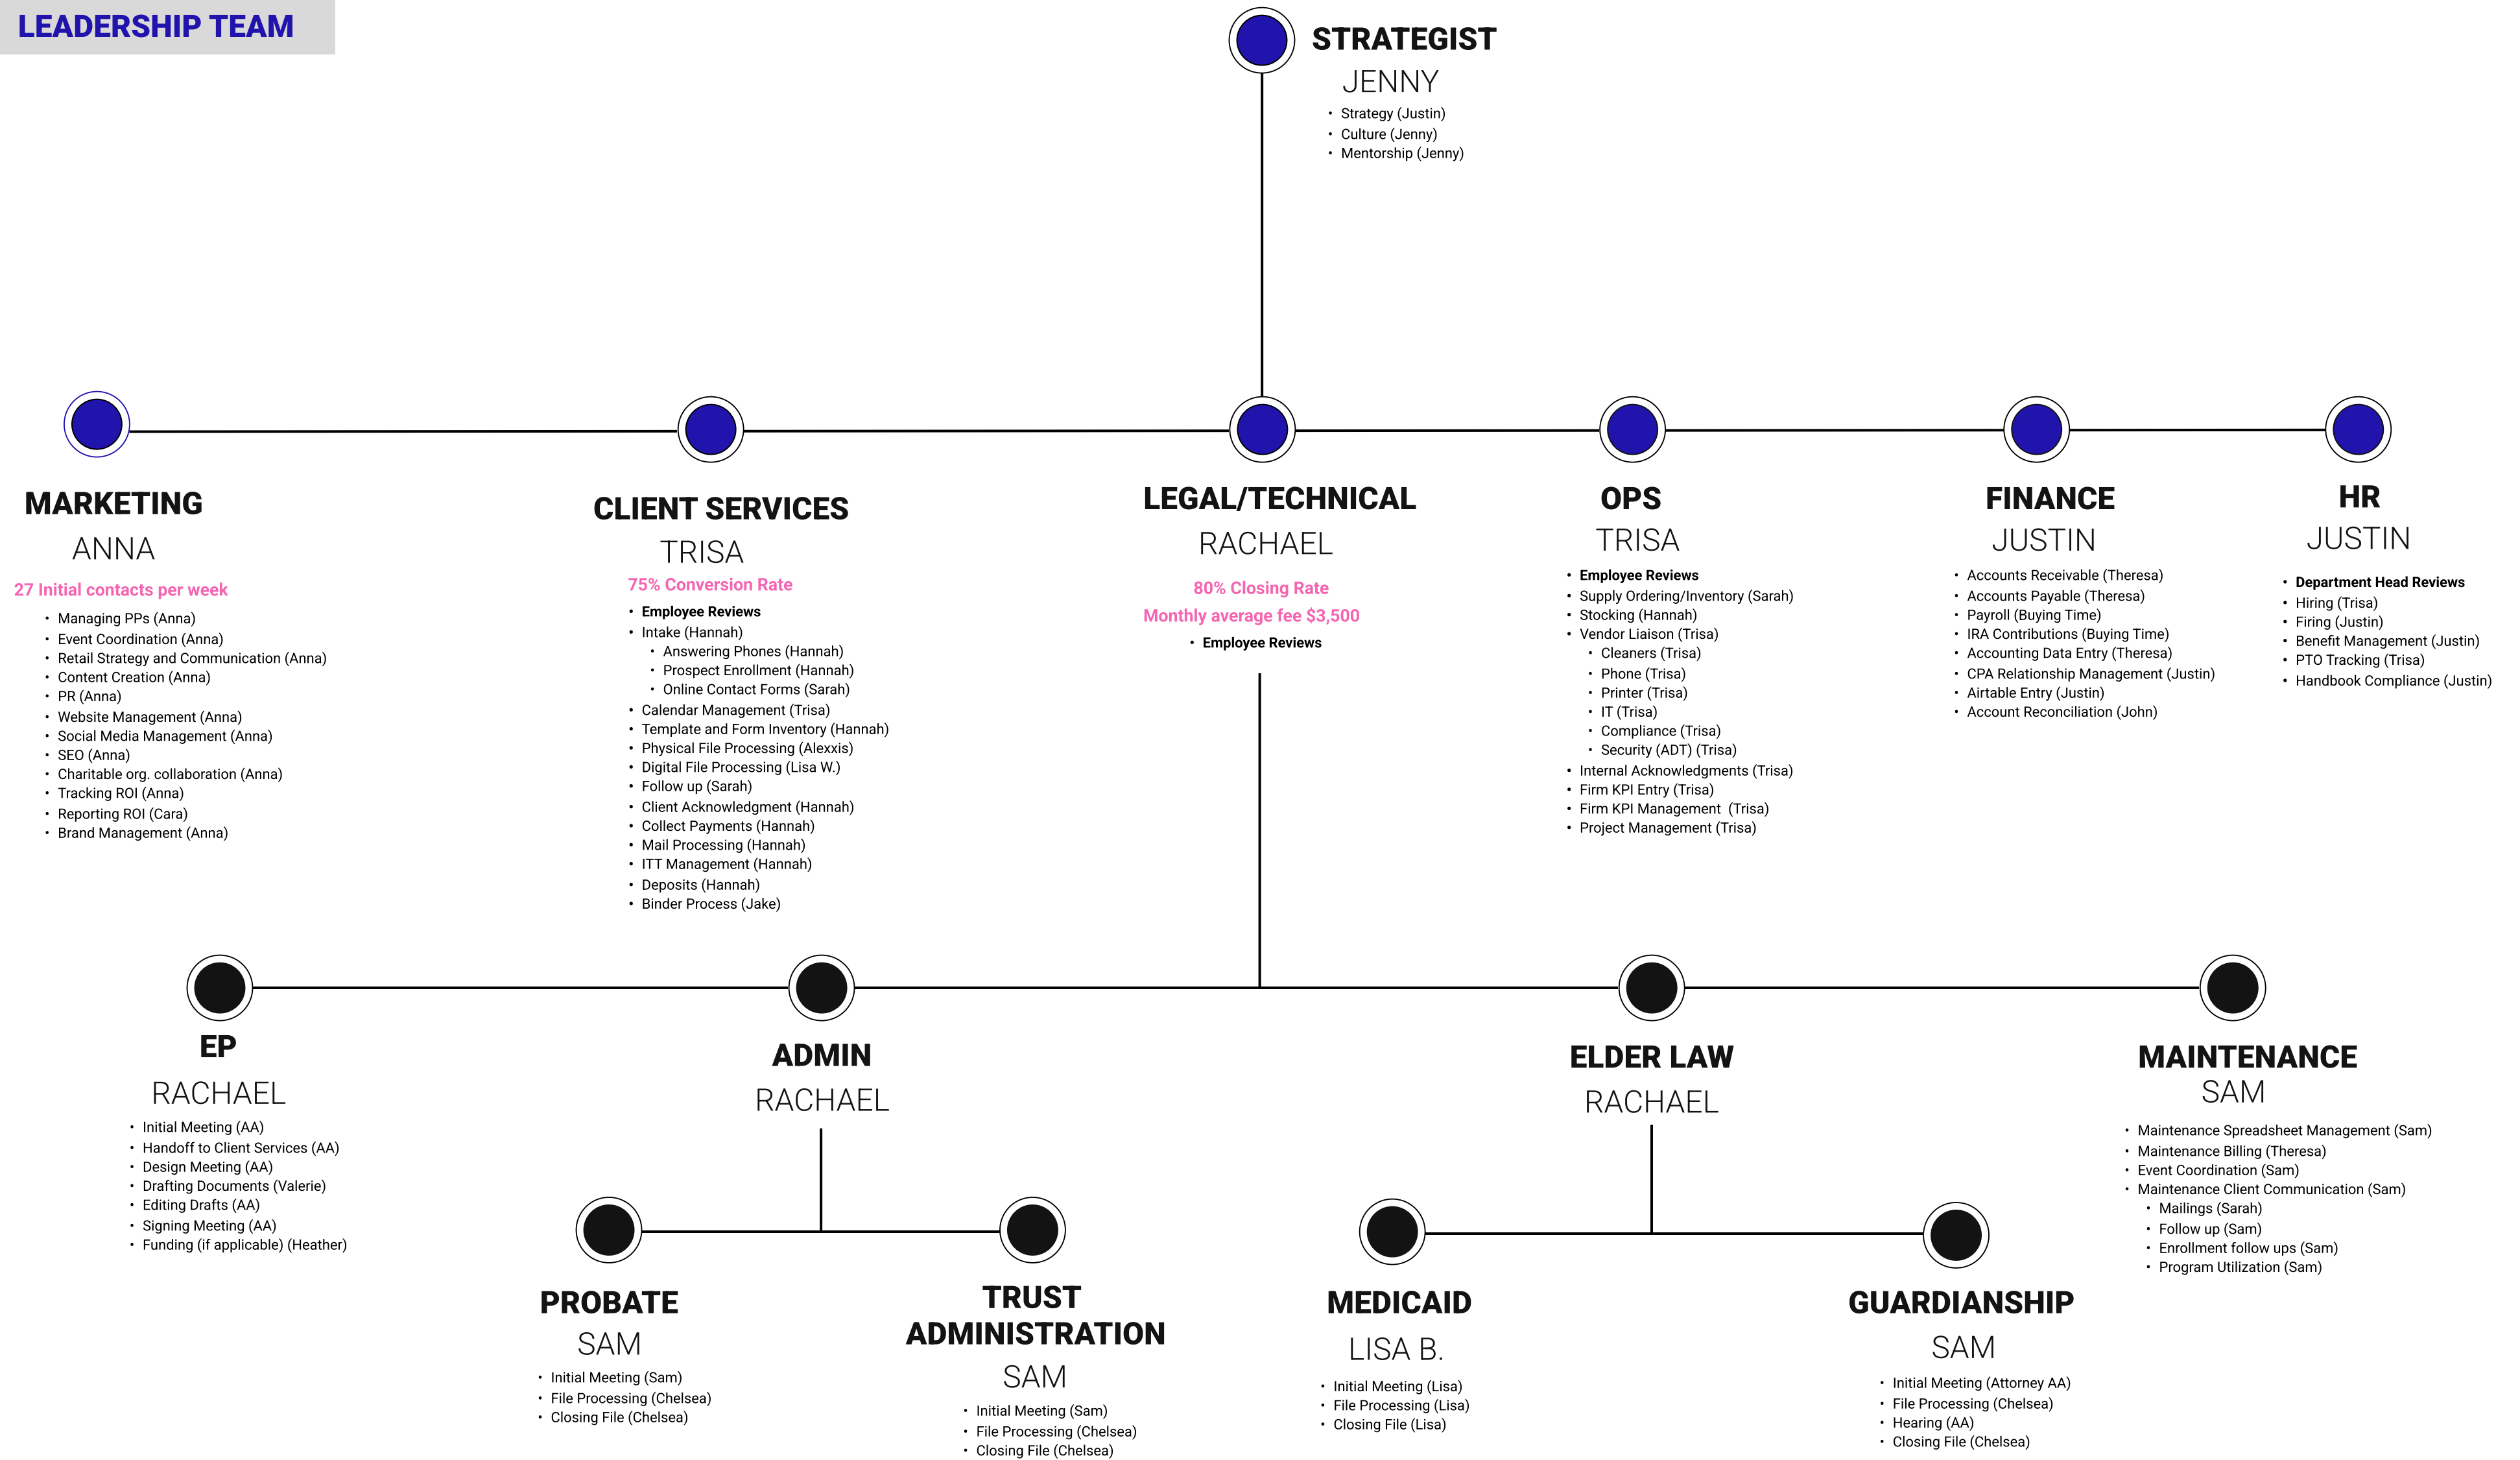 LEADERSHIP TEAM
STRATEGIST
JENNY
• Strategy (Justin)
• Culture (Jenny)
• Mentorship (Jenny)
MARKETING
ANNA
27 Initial contacts per week
• Managing PPs (Anna)
• Event Coordination (Anna)
• Retail Strategy and Communication (Anna)
• Content Creation (Anna)
• PR (Anna)
• Website Management (Anna)
• Social Media Management (Anna)
• SEO (Anna)
• Charitable org. collaboration (Anna)
• Tracking ROI (Anna)
• Reporting ROI (Cara)
• Brand Management (Anna)
CLIENT SERVICES
TRISA
75% Conversion Rate
• Employee Reviews
• Intake (Hannah)
• Answering Phones (Hannah)
• Prospect Enrollment (Hannah)
• Online Contact Forms (Sarah)
• Calendar Management (Trisa)
• Template and Form Inventory (Hannah)
• Physical File Processing (Alexxis)
• Digital File Processing (Lisa W.)
• Follow up (Sarah)
• Client Acknowledgment (Hannah)
• Collect Payments (Hannah)
• Mail Processing (Hannah)
• ITT Management (Hannah)
• Deposits (Hannah)
• Binder Process (Jake)
LEGAL/TECHNICAL
RACHAEL
80% Closing Rate
Monthly average fee $3,500
• Employee Reviews
OPS
TRISA
• Employee Reviews
• Supply Ordering/Inventory (Sarah)
• Stocking (Hannah)
• Vendor Liaison (Trisa)
• Cleaners (Trisa)
• Phone (Trisa)
• Printer (Trisa)
• IT (Trisa)
• Compliance (Trisa)
• Security (ADT) (Trisa)
• Internal Acknowledgments (Trisa)
• Firm KPI Entry (Trisa)
• Firm KPI Management (Trisa)
• Project Management (Trisa)
FINANCE
JUSTIN
• Accounts Receivable (Theresa)
• Accounts Payable (Theresa)
• Payroll (Buying Time)
• IRA Contributions (Buying Time)
• Accounting Data Entry (Theresa)
• CPA Relationship Management (Justin)
• Airtable Entry (Justin)
• Account Reconciliation (John)
HR
JUSTIN
• Department Head Reviews
• Hiring (Trisa)
• Firing (Justin)
• Benefit Management (Justin)
• PTO Tracking (Trisa)
• Handbook Compliance (Justin)
EP
RACHAEL
• Initial Meeting (AA)
• Handoff to Client Services (AA)
• Design Meeting (AA)
• Drafting Documents (Valerie)
• Editing Drafts (AA)
• Signing Meeting (AA)
• Funding (if applicable) (Heather)
ADMIN
RACHAEL
ELDER LAW
RACHAEL
MAINTENANCE
SAM
• Maintenance Spreadsheet Management (Sam)
• Maintenance Billing (Theresa)
• Event Coordination (Sam)
• Maintenance Client Communication (Sam)
• Mailings (Sarah)
• Follow up (Sam)
• Enrollment follow ups (Sam)
• Program Utilization (Sam)
PROBATE
SAM
• Initial Meeting (Sam)
• File Processing (Chelsea)
• Closing File (Chelsea)
TRUST
ADMINISTRATION
SAM
• Initial Meeting (Sam)
• File Processing (Chelsea)
• Closing File (Chelsea)
MEDICAID
LISA B.
• Initial Meeting (Lisa)
• File Processing (Lisa)
• Closing File (Lisa)
GUARDIANSHIP
SAM
• Initial Meeting (Attorney AA)
• File Processing (Chelsea)
• Hearing (AA)
• Closing File (Chelsea)